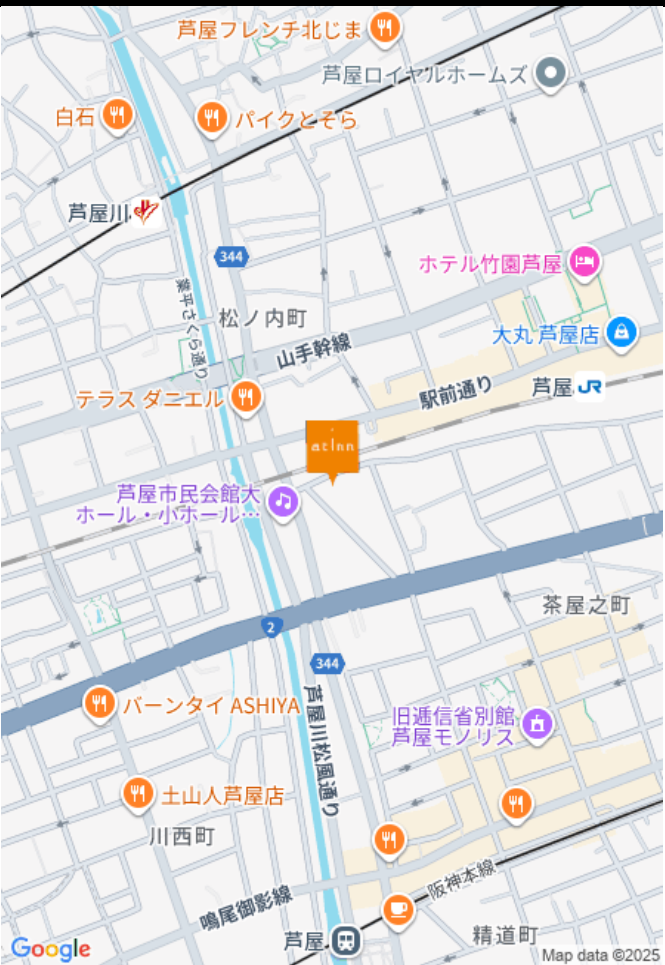 芦屋フレンチ北じま
芦屋ロイヤルホームズ
白石
パイクとそら
芦屋川
344
ホテル竹園芦屋
業平さくら通り
松ノ内町
山手幹線
大丸 芦屋店
駅前通り
芦屋 JR
テラス ダニエル
at Inn
芦屋市民会館大
ホール・小ホール…
茶屋之町
2
344
芦屋川松風通り
バーンタイ ASHIYA
旧逓信省別館
芦屋モノリス
土山人芦屋店
川西町
阪神本線
鳴尾御影線
芦屋
精道町
Google
Map data ©2025